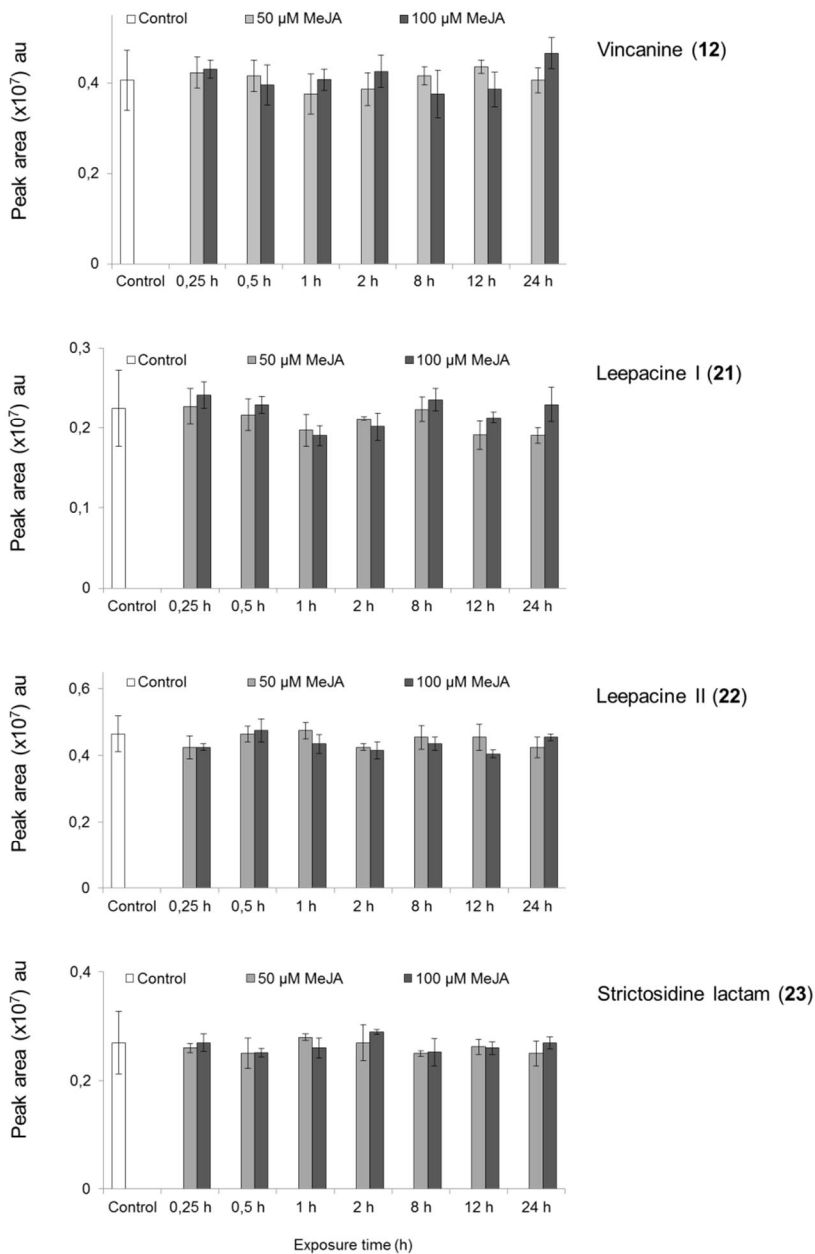 Control 50 µM MeJA 100 µM MeJA
Vincanine (12)
Peak area (x10⁷) au
0,4
0,2
0
Control 0,25 h 0,5 h 1 h 2 h 8 h 12 h 24 h
0,3
Control 50 µM MeJA 100 µM MeJA
Leepacine I (21)
Peak area (x10⁷) au
0,2
0,1
0
Control 0,25 h 0,5 h 1 h 2 h 8 h 12 h 24 h
0,6
Control 50 µM MeJA 100 µM MeJA
Leepacine II (22)
Peak area (x10⁷) au
0,4
0,2
0
Control 0,25 h 0,5 h 1 h 2 h 8 h 12 h 24 h
0,4
Control 50 µM MeJA 100 µM MeJA
Strictosidine lactam (23)
Peak area (x10⁷) au
0,2
0
Control 0,25 h 0,5 h 1 h 2 h 8 h 12 h 24 h
Exposure time (h)